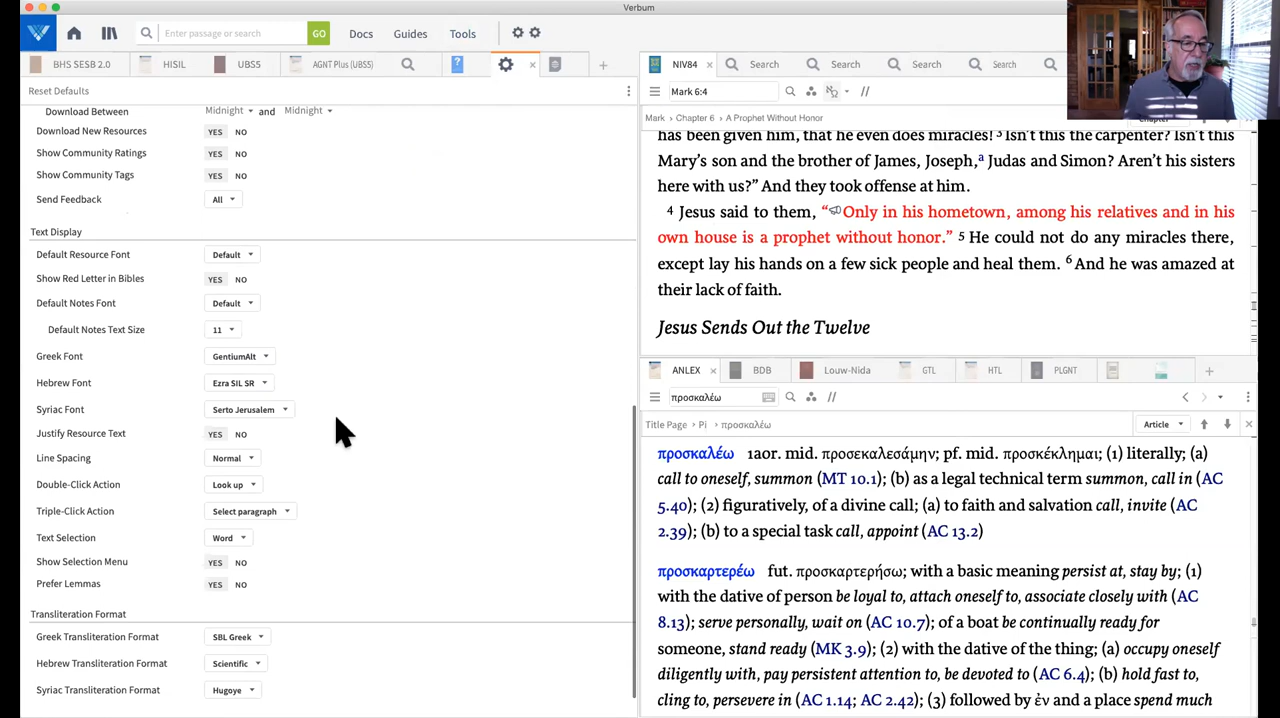 Verbum
Enter passage or search GO Docs Guides Tools
BHS SESB 2.0 HISIL UBS5 AGNT Plus (UBS5)
Reset Defaults
Download Between Midnight and Midnight
Download New Resources YES NO
Show Community Ratings YES NO
Show Community Tags YES NO
Send Feedback All
Text Display
Default Resource Font Default
Show Red Letter in Bibles YES NO
Default Notes Font Default
Default Notes Text Size 11
Greek Font GentiumAlt
Hebrew Font Ezra SIL SR
Syriac Font Serto Jerusalem
Justify Resource Text YES NO
Line Spacing Normal
Double-Click Action Look up
Triple-Click Action Select paragraph
Text Selection Word
Show Selection Menu YES NO
Prefer Lemmas YES NO
Transliteration Format
Greek Transliteration Format SBL Greek
Hebrew Transliteration Format Scientific
Syriac Transliteration Format Hugoye
NIV84 Search Search Search Search
Mark 6:4
Mark › Chapter 6 › A Prophet Without Honor
has been given him, that he even does miracles! 3 Isn't this the carpenter? Isn't this
Mary's son and the brother of James, Joseph,a Judas and Simon? Aren't his sisters
here with us?" And they took offense at him.
4 Jesus said to them, "Only in his hometown, among his relatives and in his
own house is a prophet without honor." 5 He could not do any miracles there,
except lay his hands on a few sick people and heal them. 6 And he was amazed at
their lack of faith.
Jesus Sends Out the Twelve
ANLEX BDB Louw-Nida GTL HTL PLGNT
προσκαλέω
Title Page › Pi › προσκαλέω Article
προσκαλέω 1aor. mid. προσεκαλεσάμην; pf. mid. προσκέκλημαι; (1) literally; (a)
call to oneself, summon (MT 10.1); (b) as a legal technical term summon, call in (AC
5.40); (2) figuratively, of a divine call; (a) to faith and salvation call, invite (AC
2.39); (b) to a special task call, appoint (AC 13.2)
προσκαρτερέω fut. προσκαρτερήσω; with a basic meaning persist at, stay by; (1)
with the dative of person be loyal to, attach oneself to, associate closely with (AC
8.13); serve personally, wait on (AC 10.7); of a boat be continually ready for
someone, stand ready (MK 3.9); (2) with the dative of the thing; (a) occupy oneself
diligently with, pay persistent attention to, be devoted to (AC 6.4); (b) hold fast to,
cling to, persevere in (AC 1.14; AC 2.42); (3) followed by ἐν and a place spend much